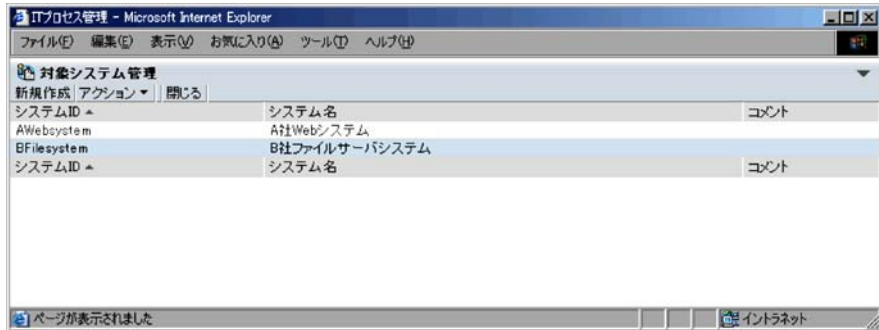 ITプロセス管理 - Microsoft Internet Explorer
ファイル(F) 編集(E) 表示(V) お気に入り(A) ツール(T) ヘルプ(H)
対象システム管理
新規作成 アクション▼ 閉じる
システムID▲ システム名 コメント
AWebsystem A社Webシステム
BFilesystem B社ファイルサーバシステム
システムID▲ システム名 コメント
ページが表示されました イントラネット